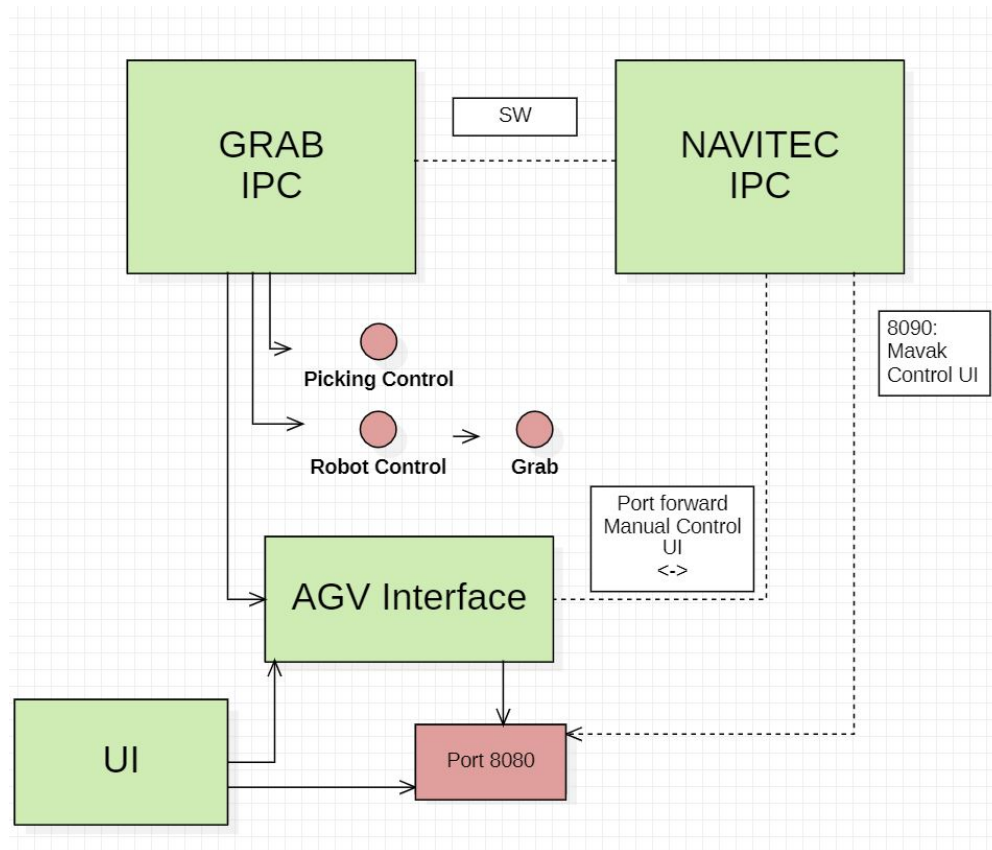 GRAB
IPC
SW
NAVITEC
IPC
8090:
Mavak
Control UI
Picking Control
Robot Control
Grab
Port forward
Manual Control
UI
<->
AGV Interface
UI
Port 8080